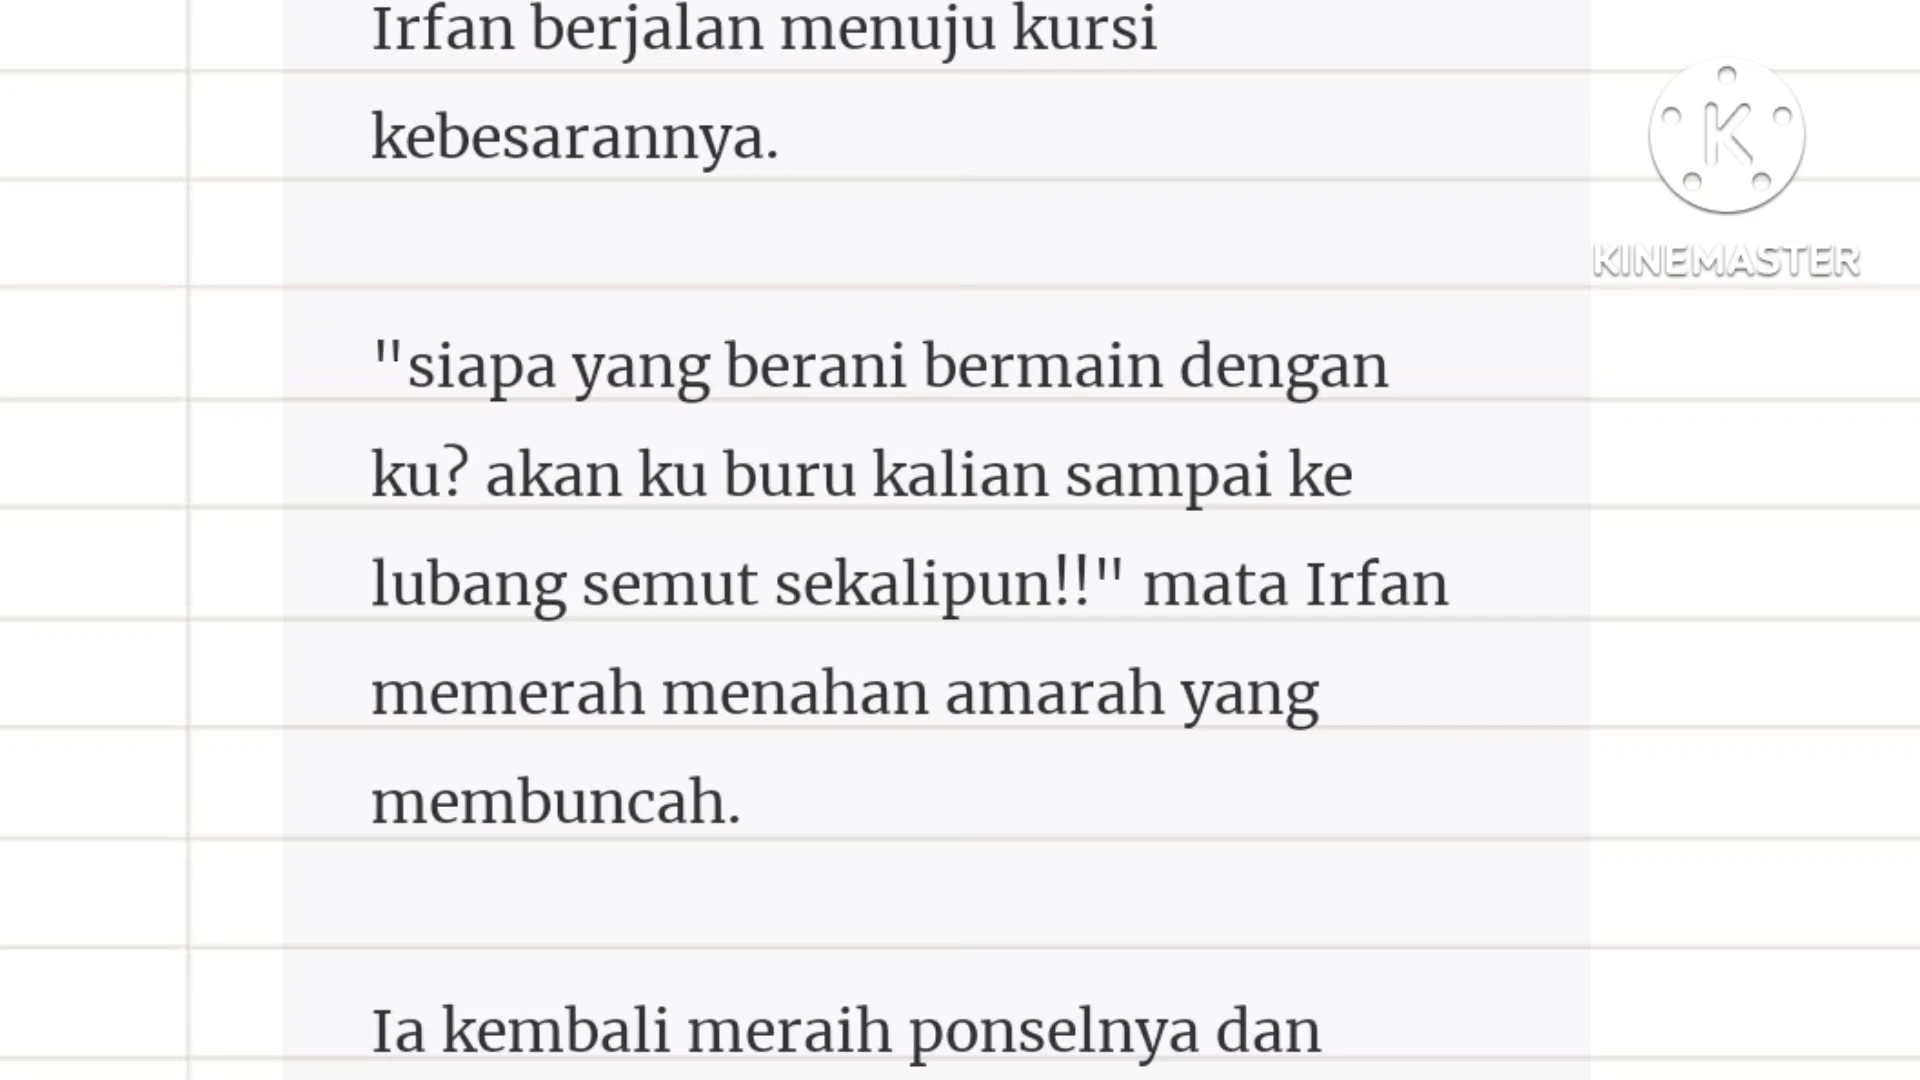 Irfan berjalan menuju kursi
kebesarannya.
K
KINEMASTER
"siapa yang berani bermain dengan
ku? akan ku buru kalian sampai ke
lubang semut sekalipun!!" mata Irfan
memerah menahan amarah yang
membuncah.
Ia kembali meraih ponselnya dan